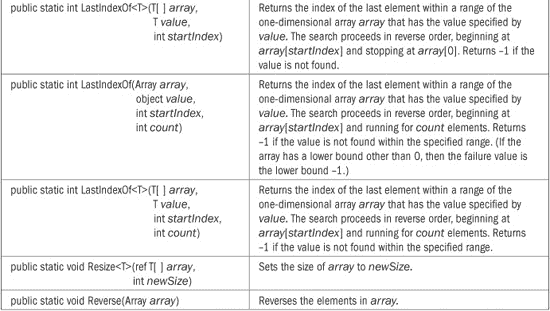 public static int LastIndexOf<T>(T[ ] array,
T value,
int startIndex)
Returns the index of the last element within a range of the
one-dimensional array array that has the value specified by
value. The search proceeds in reverse order, beginning at
array[startIndex] and stopping at array[0]. Returns –1 if the
value is not found.
public static int LastIndexOf(Array array,
object value,
int startIndex,
int count)
Returns the index of the last element within a range of the
one-dimensional array array that has the value specified by
value. The search proceeds in reverse order, beginning at
array[startIndex] and running for count elements. Returns
–1 if the value is not found within the specified range. (If the
array has a lower bound other than 0, then the failure value is
the lower bound –1.)
public static int LastIndexOf<T>(T[ ] array,
T value,
int startIndex,
int count)
Returns the index of the last element within a range of the
one-dimensional array array that has the value specified by
value. The search proceeds in reverse order, beginning at
array[startIndex] and running for count elements. Returns
–1 if the value is not found within the specified range.
public static void Resize<T>(ref T[ ] array,
int newSize)
Sets the size of array to newSize.
public static void Reverse(Array array)
Reverses the elements in array.